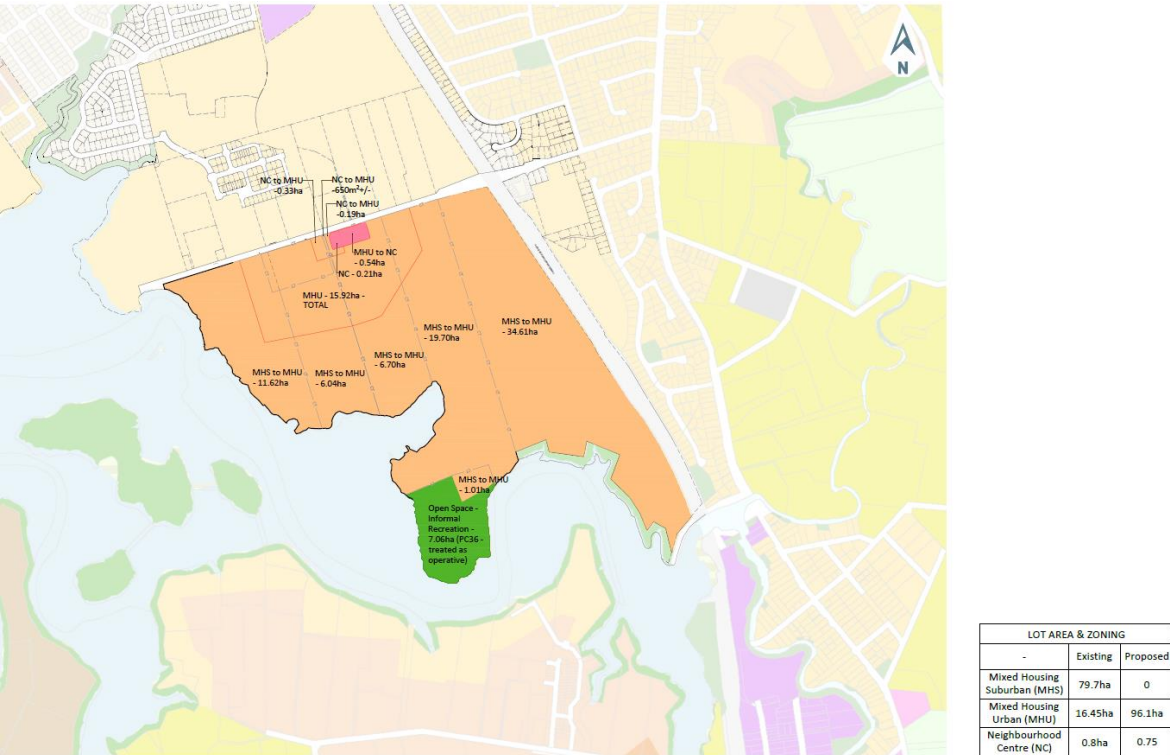 N
NC to MHU
-0.33ha
NC to MHU
-650m²+/-
NC to MHU
-0.19ha
MHU to NC
- 0.54ha
NC - 0.21ha
MHU - 15.92ha -
TOTAL
MHS to MHU
- 34.61ha
MHS to MHU
- 19.70ha
MHS to MHU
- 6.70ha
MHS to MHU
- 11.62ha
MHS to MHU
- 6.04ha
MHS to MHU
- 1.01ha
Open Space -
Informal
Recreation -
7.06ha (PC36 -
treated as
operative)
LOT AREA & ZONING
- Existing Proposed
Mixed Housing
Suburban (MHS) 79.7ha 0
Mixed Housing
Urban (MHU) 16.45ha 96.1ha
Neighbourhood
Centre (NC) 0.8ha 0.75